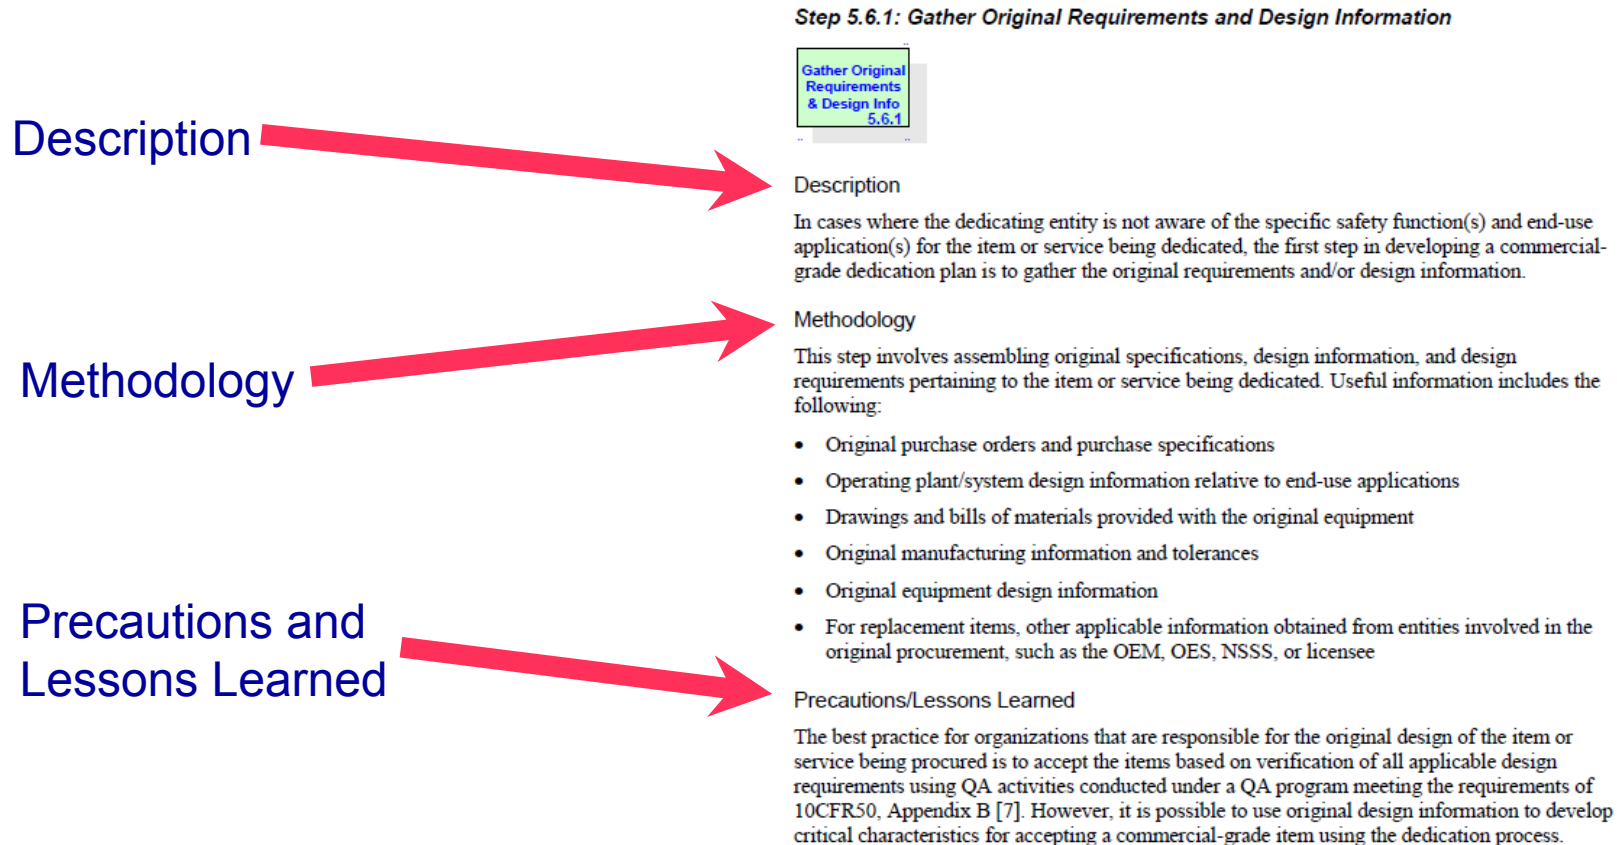 Description
Methodology
Precautions and
Lessons Learned
Step 5.6.1: Gather Original Requirements and Design Information
Gather Original
Requirements
& Design Info
5.6.1
Description
In cases where the dedicating entity is not aware of the specific safety function(s) and end-use
application(s) for the item or service being dedicated, the first step in developing a commercial-
grade dedication plan is to gather the original requirements and/or design information.
Methodology
This step involves assembling original specifications, design information, and design
requirements pertaining to the item or service being dedicated. Useful information includes the
following:
• Original purchase orders and purchase specifications
• Operating plant/system design information relative to end-use applications
• Drawings and bills of materials provided with the original equipment
• Original manufacturing information and tolerances
• Original equipment design information
• For replacement items, other applicable information obtained from entities involved in the
original procurement, such as the OEM, OES, NSSS, or licensee
Precautions/Lessons Learned
The best practice for organizations that are responsible for the original design of the item or
service being procured is to accept the items based on verification of all applicable design
requirements using QA activities conducted under a QA program meeting the requirements of
10CFR50, Appendix B [7]. However, it is possible to use original design information to develop
critical characteristics for accepting a commercial-grade item using the dedication process.